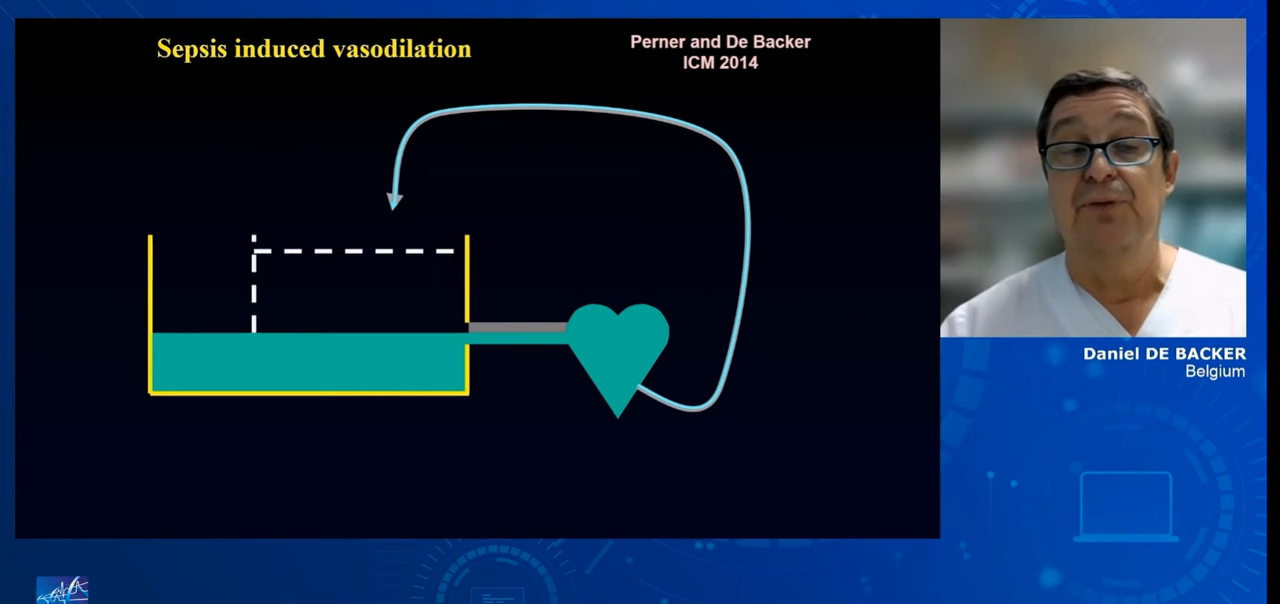 Sepsis induced vasodilation
Perner and De Backer
ICM 2014
Daniel DE BACKER
Belgium